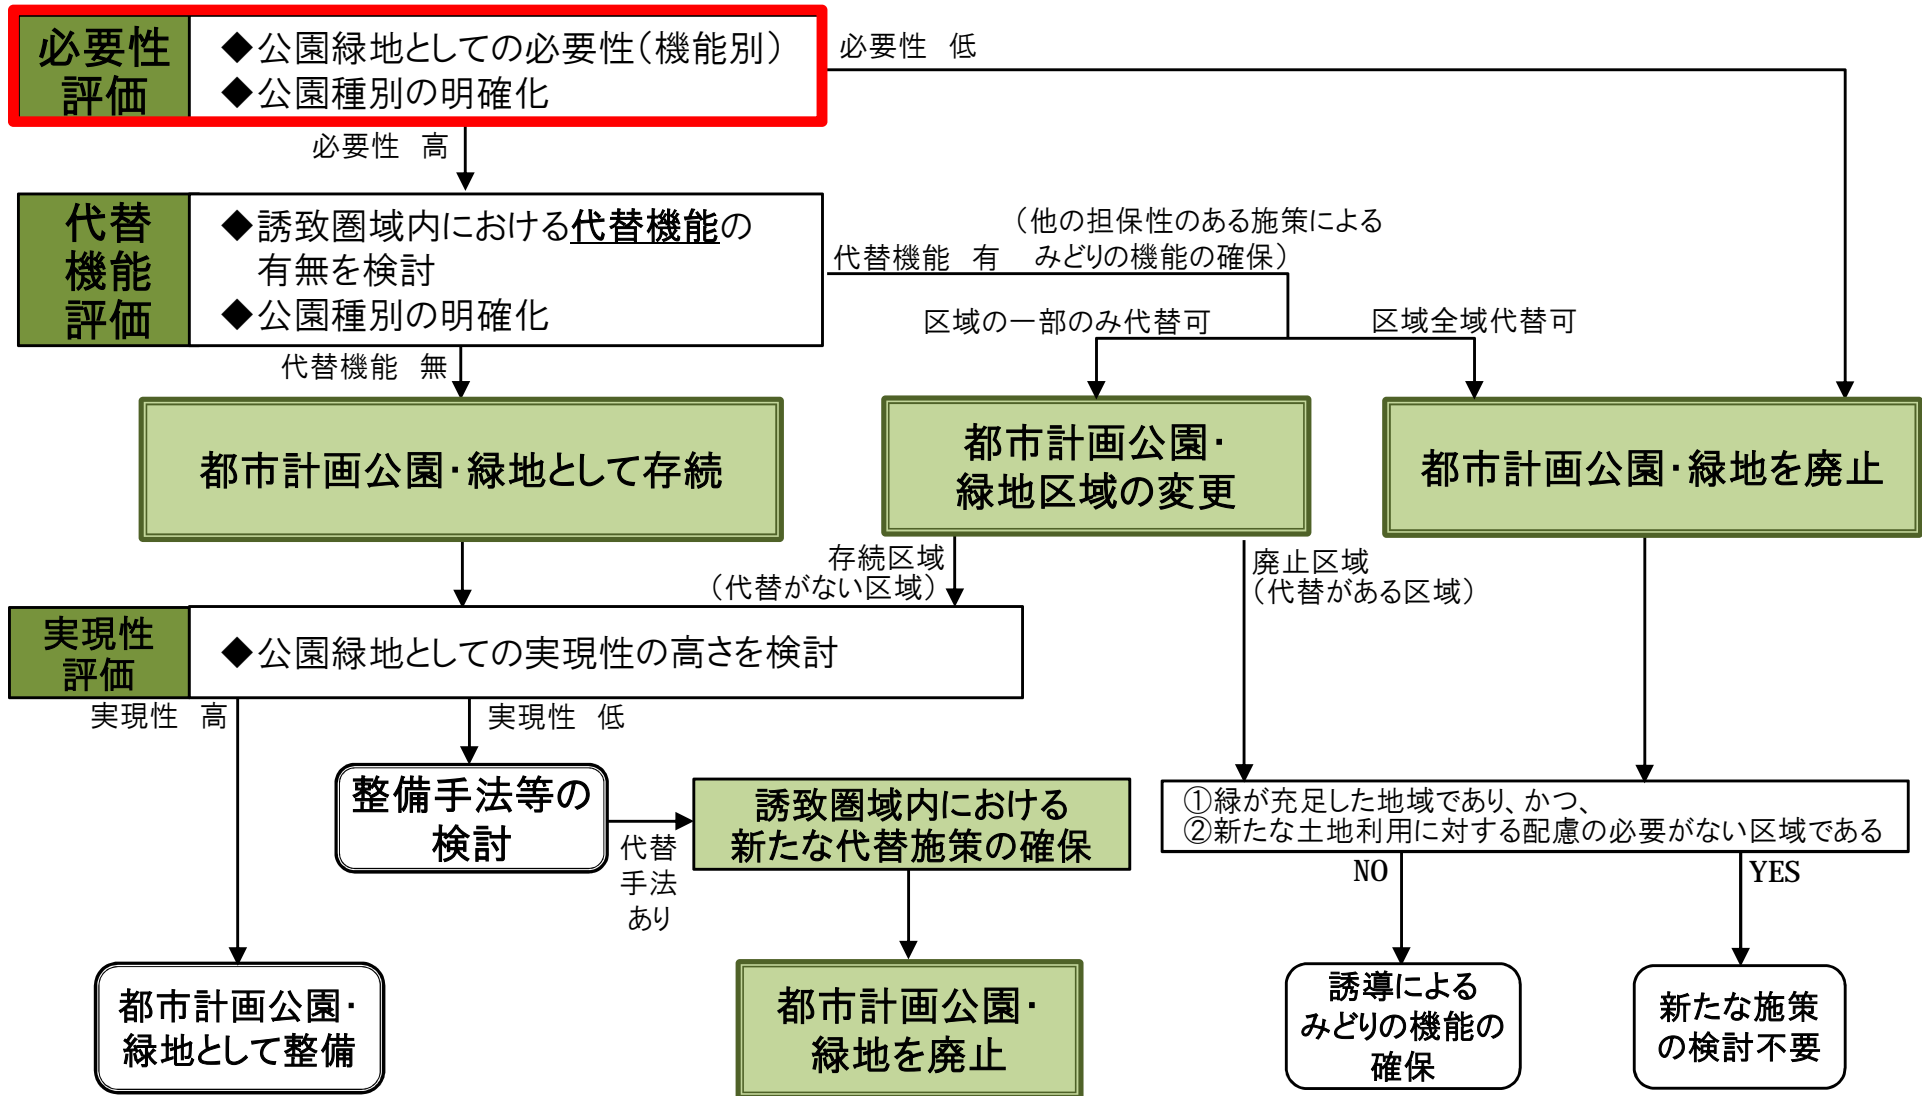 必要性
評価
◆公園緑地としての必要性(機能別)
◆公園種別の明確化
必要性 低
必要性 高
代替
機能
評価
◆誘致圏域内における代替機能の
有無を検討
◆公園種別の明確化
代替機能 有
(他の担保性のある施策による
みどりの機能の確保)
区域の一部のみ代替可
区域全域代替可
代替機能 無
都市計画公園・緑地として存続
都市計画公園・
緑地区域の変更
都市計画公園・緑地を廃止
存続区域
(代替がない区域)
廃止区域
(代替がある区域)
実現性
評価
◆公園緑地としての実現性の高さを検討
実現性 高
実現性 低
整備手法等の
検討
代替
手法
あり
誘致圏域内における
新たな代替施策の確保
①緑が充足した地域であり、かつ、
②新たな土地利用に対する配慮の必要がない区域である
NO
YES
都市計画公園・
緑地として整備
都市計画公園・
緑地を廃止
誘導による
みどりの機能の
確保
新たな施策
の検討不要